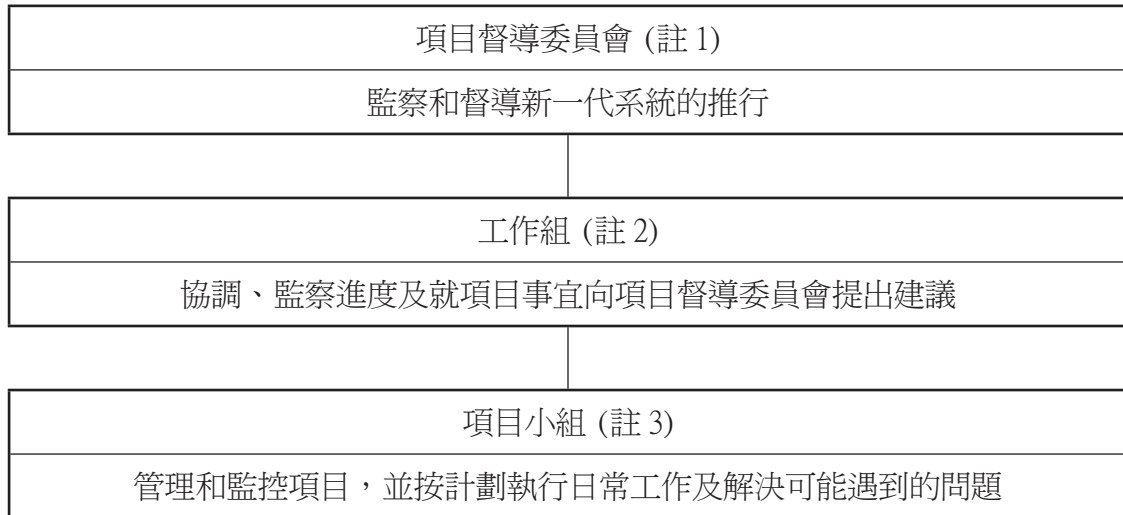 項目督導委員會 (註 1)
監察和督導新一代系統的推行
工作組 (註 2)
協調、監察進度及就項目事宜向項目督導委員會提出建議
項目小組 (註 3)
管理和監控項目，並按計劃執行日常工作及解決可能遇到的問題